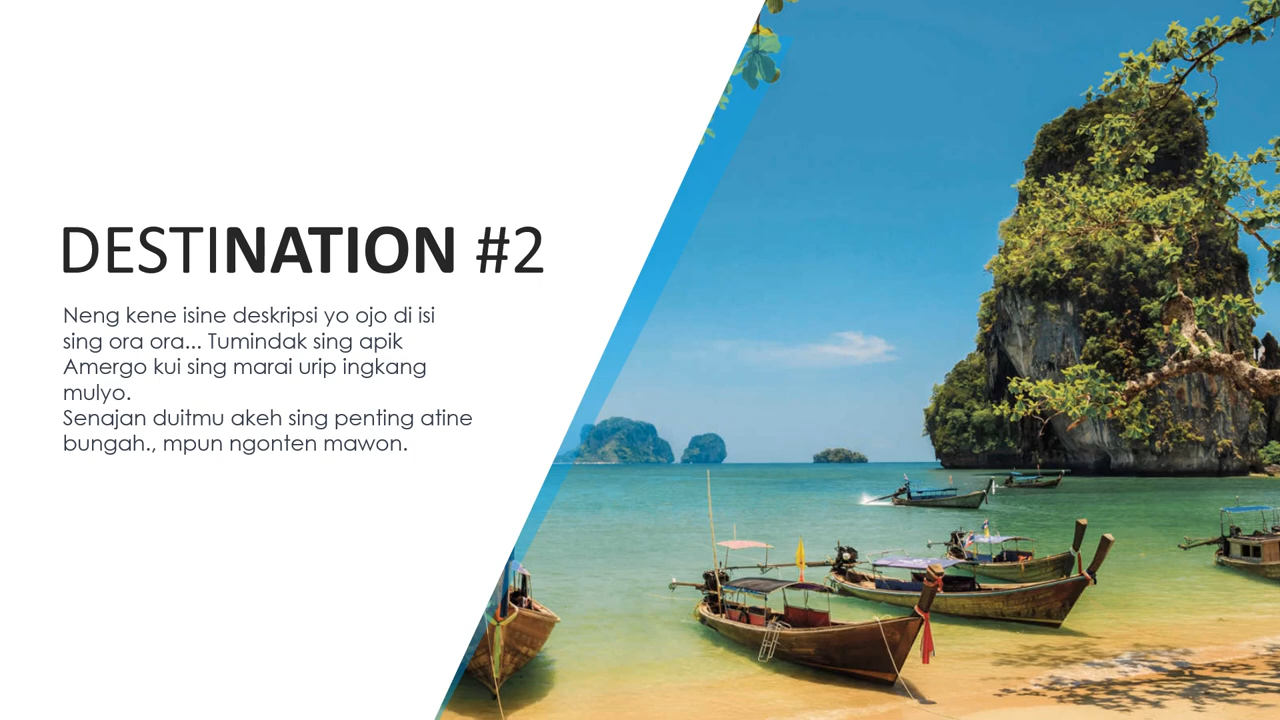 DESTINATION #2
Neng kene isine deskripsi yo ojo di isi
sing ora ora... Tumindak sing apik
Amergo kui sing marai urip ingkang
mulyo.
Senajan duitmu akeh sing penting atine
bungah., mpun ngonten mawon.